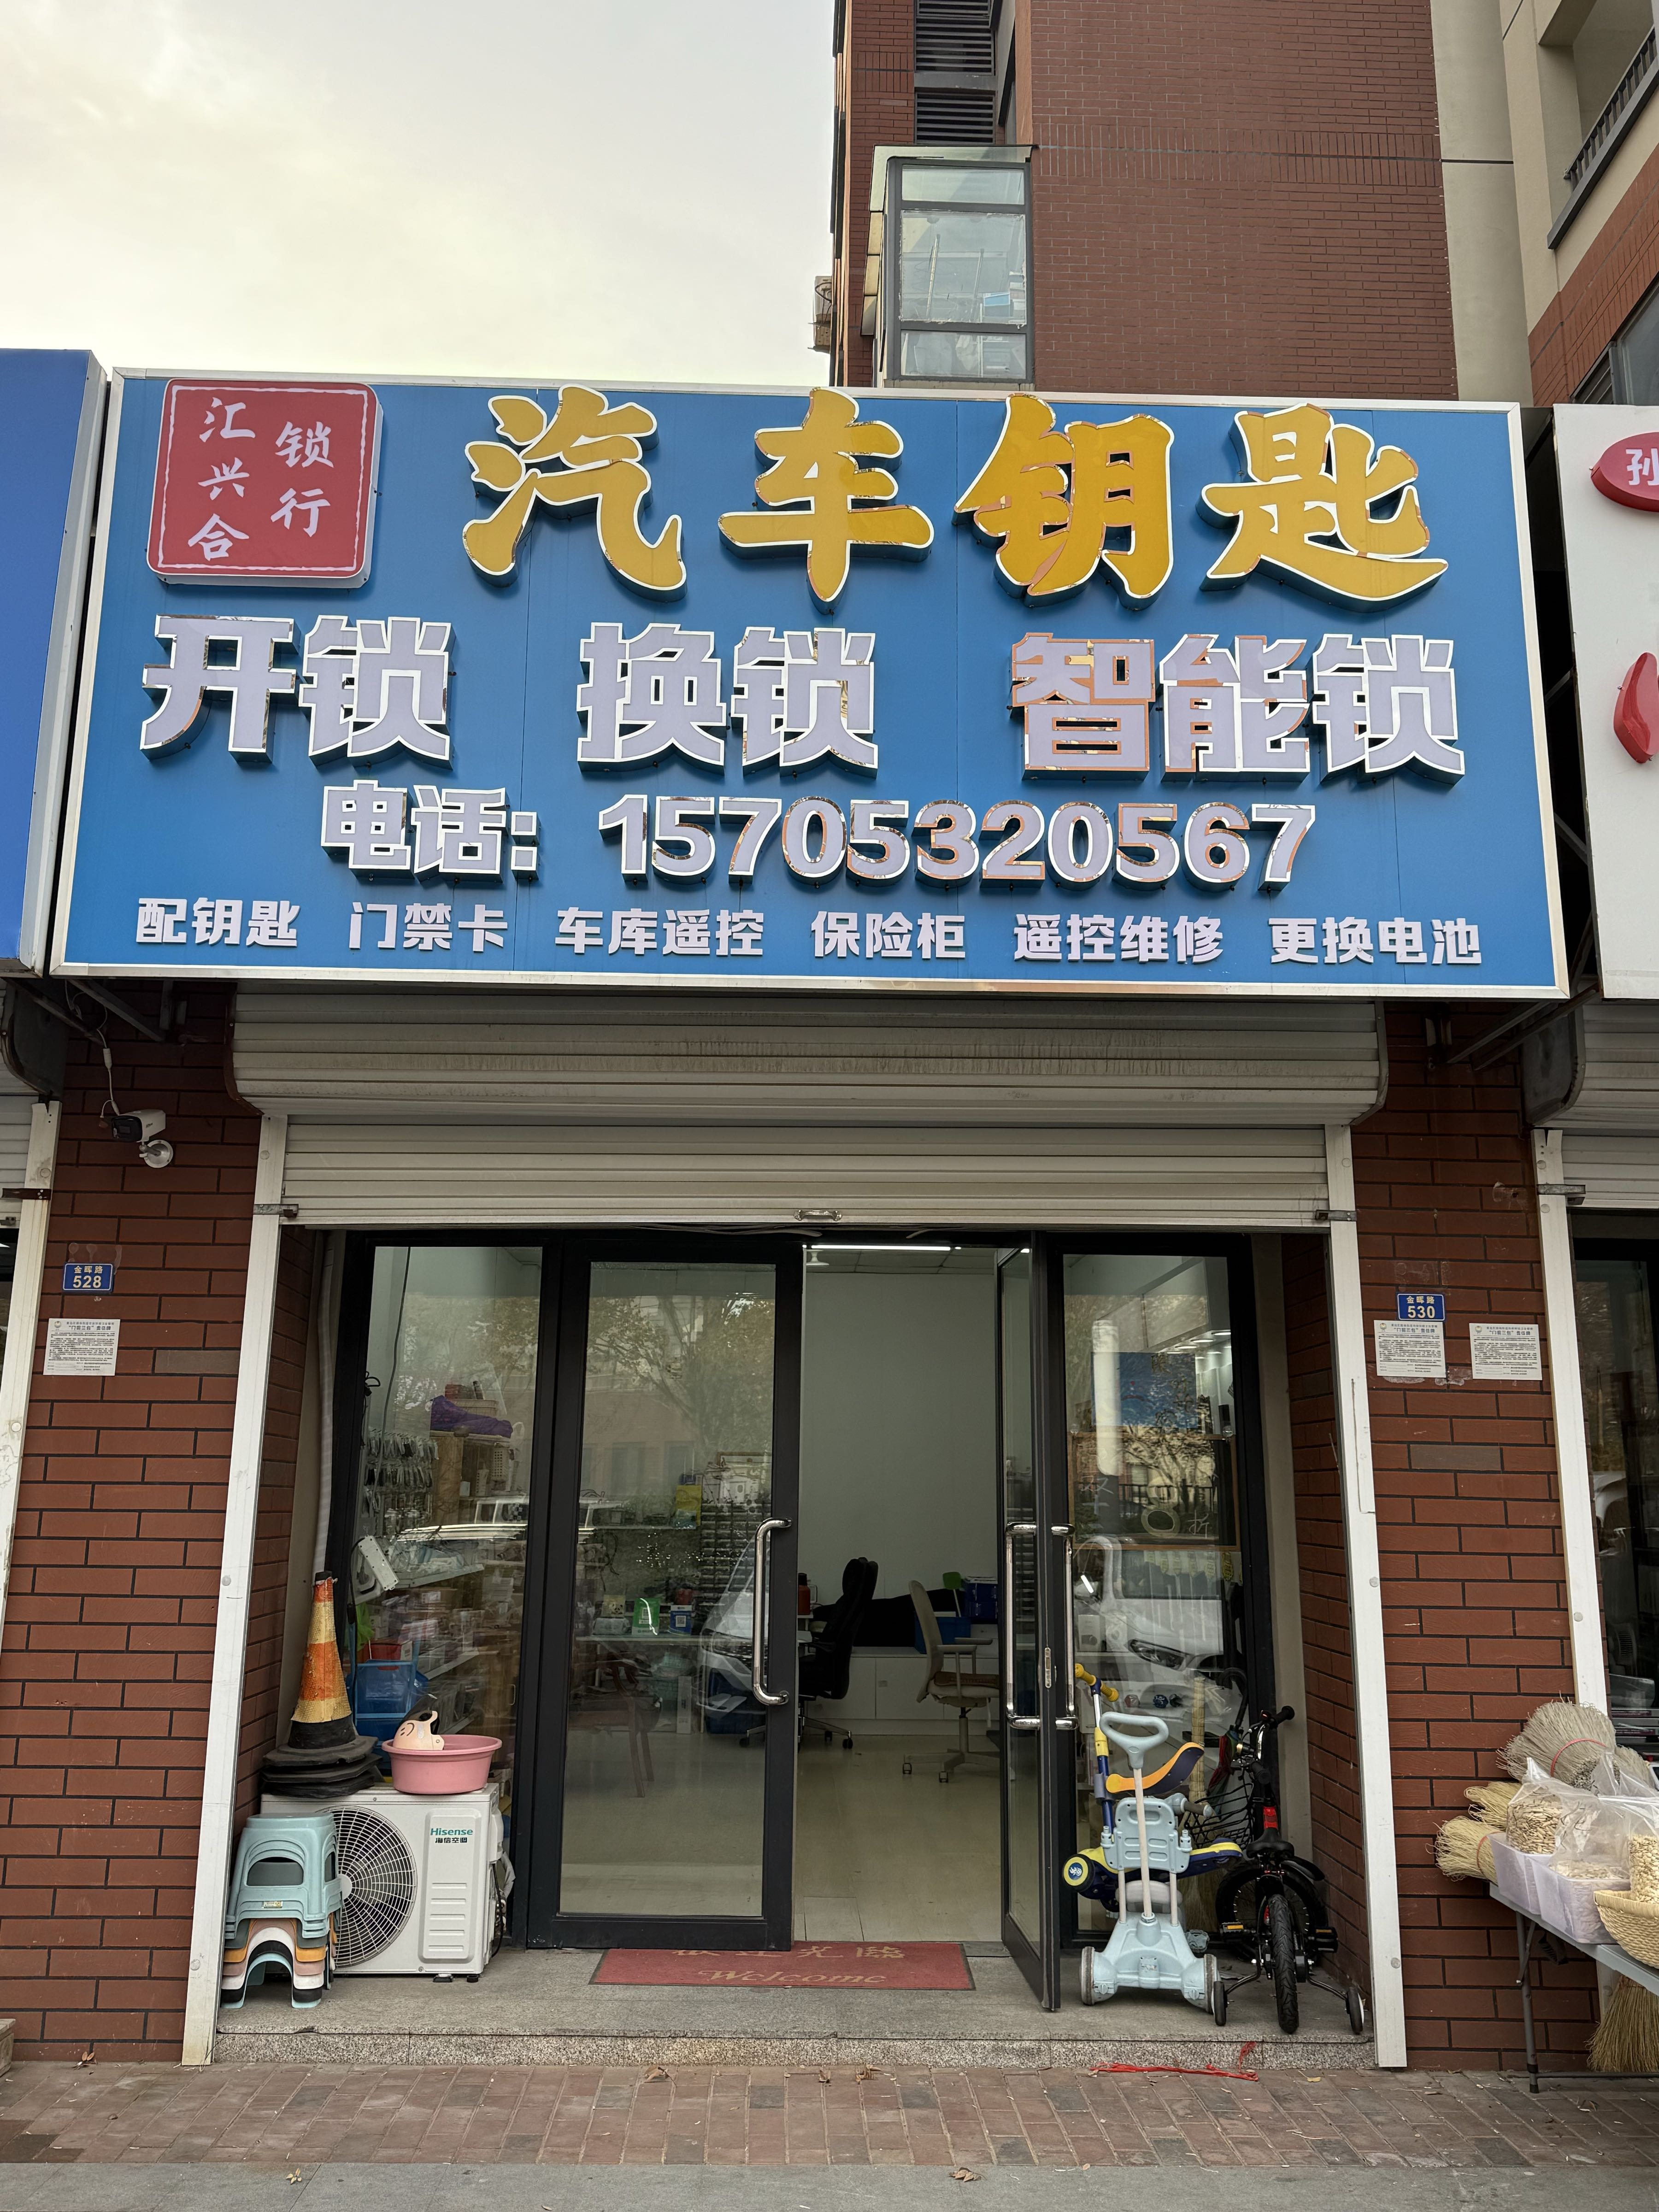 汇兴合
锁行
汽车钥匙
开锁 换锁 智能锁
电话：15705320567
配钥匙 门禁卡 车库遥控 保险柜 遥控维修 更换电池
孙
金晖路
528
金晖路
530
Hisense
海信空调
Welcome